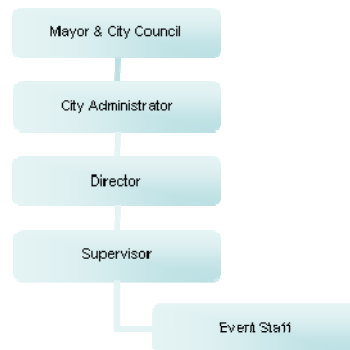 Mayor & City Council
City Administrator
Director
Supervisor
Event Staff